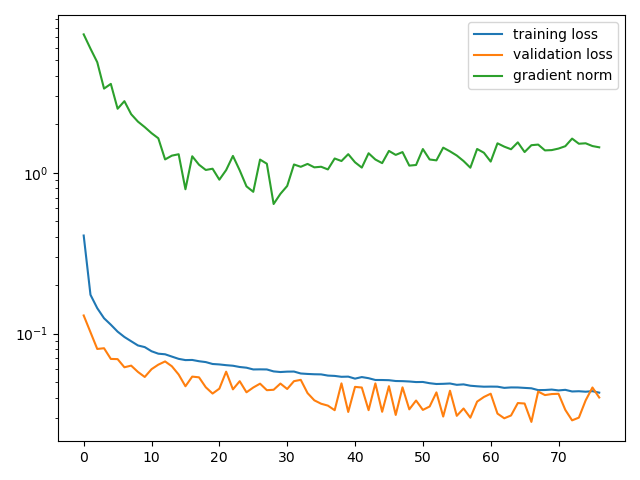 training loss
validation loss
gradient norm
10⁰
10⁻¹
0 10 20 30 40 50 60 70